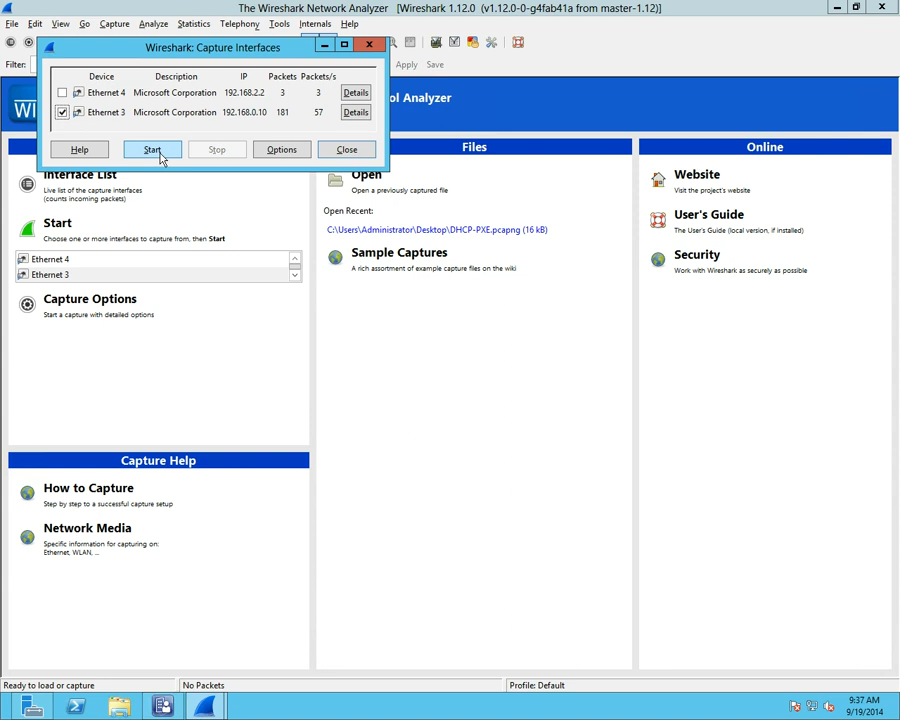 The Wireshark Network Analyzer [Wireshark 1.12.0 (v1.12.0-0-g4fab41a from master-1.12)]
File Edit View Go Capture Analyze Statistics Telephony Tools Internals Help
Filter: Apply Save
Wireshark: Capture Interfaces
Device Description IP Packets Packets/s
Ethernet 4 Microsoft Corporation 192.168.2.2 3 3 Details
Ethernet 3 Microsoft Corporation 192.168.0.10 181 57 Details
Help Start Stop Options Close
WI
ol Analyzer
Interface List
Live list of the capture interfaces
(counts incoming packets)
Start
Choose one or more interfaces to capture from, then Start
Ethernet 4
Ethernet 3
Capture Options
Start a capture with detailed options
Capture Help
How to Capture
Step by step to a successful capture setup
Network Media
Specific information for capturing on:
Ethernet, WLAN, ...
Files
Open
Open a previously captured file
Open Recent:
C:\Users\Administrator\Desktop\DHCP-PXE.pcapng (16 kB)
Sample Captures
A rich assortment of example capture files on the wiki
Online
Website
Visit the project's website
User's Guide
The User's Guide (local version, if installed)
Security
Work with Wireshark as securely as possible
Ready to load or capture No Packets Profile: Default
9:37 AM
9/19/2014